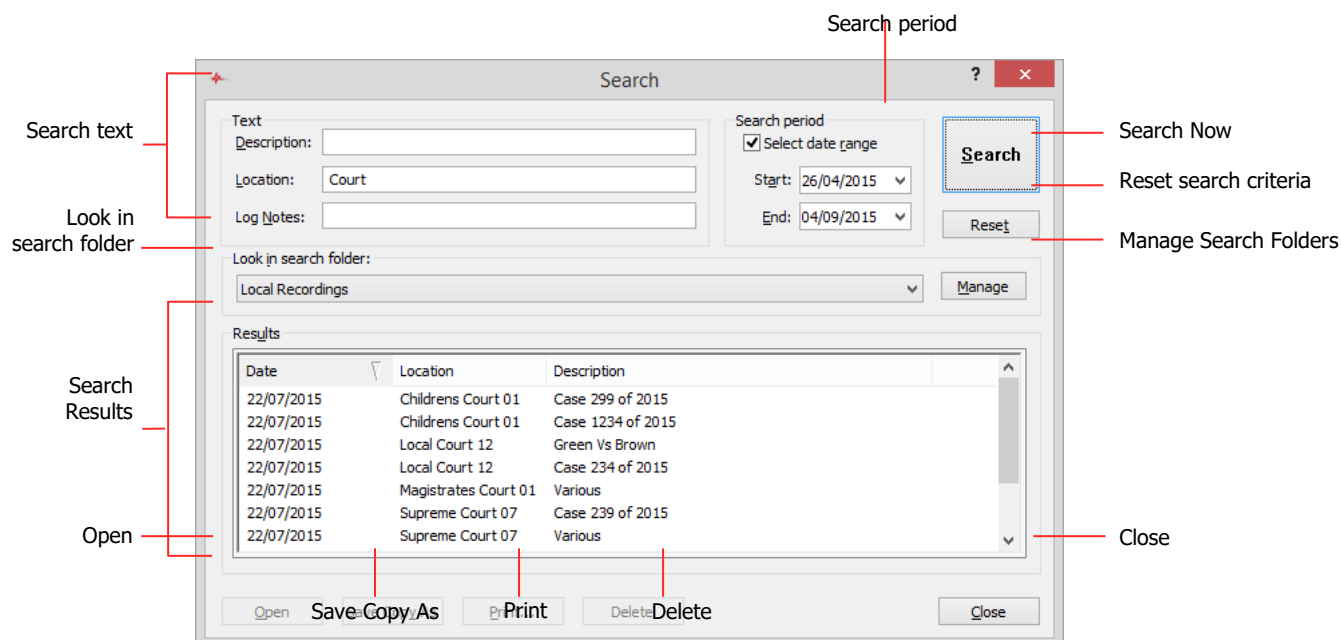 Search period
Search
?
Search text
Text
Description:
Location: Court
Log Notes:
Search period
Select date range
Start: 26/04/2015
End: 04/09/2015
Search
Reset
Search Now
Reset search criteria
Manage Search Folders
Look in
search folder
Look in search folder:
Local Recordings
Manage
Search
Results
Results
Date Location Description
22/07/2015 Childrens Court 01 Case 299 of 2015
22/07/2015 Childrens Court 01 Case 1234 of 2015
22/07/2015 Local Court 12 Green Vs Brown
22/07/2015 Local Court 12 Case 234 of 2015
22/07/2015 Magistrates Court 01 Various
22/07/2015 Supreme Court 07 Case 239 of 2015
22/07/2015 Supreme Court 07 Various
Open
Close
Save Copy As
Print
Delete
Open
Delete
Close